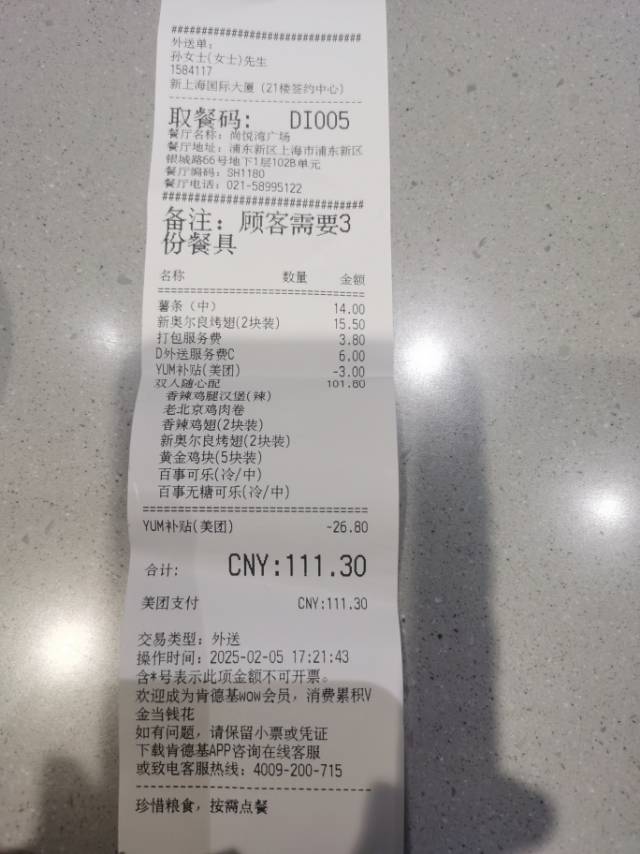 ################################
外送单:
孙女士(女士)先生
1584117
新上海国际大厦 (21楼签约中心)
取餐码: DI005
餐厅名称: 尚悦湾广场
餐厅地址: 浦东新区上海市浦东新区
银城路66号地下1层102B单元
餐厅编码: SH1180
餐厅电话: 021-58995122
################################
备注: 顾客需要3
份餐具
名称 数量 金额
================================
薯条 (中) 14.00
新奥尔良烤翅(2块装) 15.50
打包服务费 3.80
D外送服务费C 6.00
YUM补贴(美团) -3.00
双人随心配 101.80
香辣鸡腿汉堡(辣)
老北京鸡肉卷
香辣鸡翅(2块装)
新奥尔良烤翅(2块装)
黄金鸡块(5块装)
百事可乐(冷/中)
百事无糖可乐(冷/中)
================================
YUM补贴(美团) -26.80
合计: CNY:111.30
美团支付 CNY:111.30
交易类型: 外送
操作时间: 2025-02-05 17:21:43
含*号表示此项金额不可开票。
欢迎成为肯德基wow会员, 消费累积V
金当钱花
如有问题, 请保留小票或凭证
下载肯德基APP咨询在线客服
或致电客服热线: 4009-200-715
珍惜粮食, 按需点餐